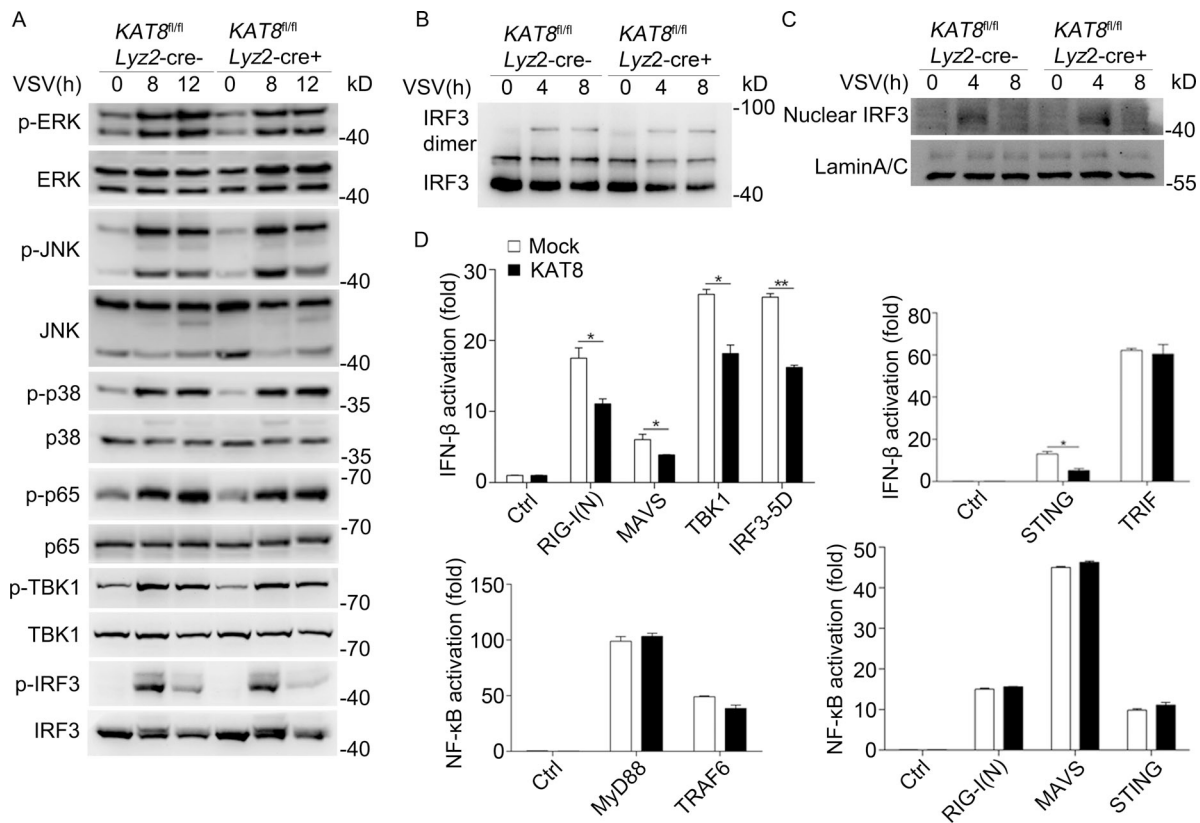 A
KAT8fl/fl KAT8fl/fl
Lyz2-cre- Lyz2-cre+
VSV(h) 0 8 12 0 8 12 kD
p-ERK
-40
ERK
-40
p-JNK
-40
JNK
-40
p-p38
-35
p38
-35
p-p65
-70
p65
-70
p-TBK1
-70
TBK1
-70
p-IRF3
-40
IRF3
-40
B
KAT8fl/fl KAT8fl/fl
Lyz2-cre- Lyz2-cre+
VSV(h) 0 4 8 0 4 8 kD
IRF3
dimer
-100
IRF3
-40
C
KAT8fl/fl KAT8fl/fl
Lyz2-cre- Lyz2-cre+
VSV(h) 0 4 8 0 4 8 kD
Nuclear IRF3
-40
LaminA/C
-55
D
Mock
KAT8
IFN-β activation (fold)
30
20
10
0
* * * **
Ctrl RIG-I(N) MAVS TBK1 IRF3-5D
IFN-β activation (fold)
80
60
40
20
0
*
Ctrl STING TRIF
NF-κB activation (fold)
150
100
50
0
Ctrl MyD88 TRAF6
NF-κB activation (fold)
50
40
30
20
10
0
Ctrl RIG-I(N) MAVS STING